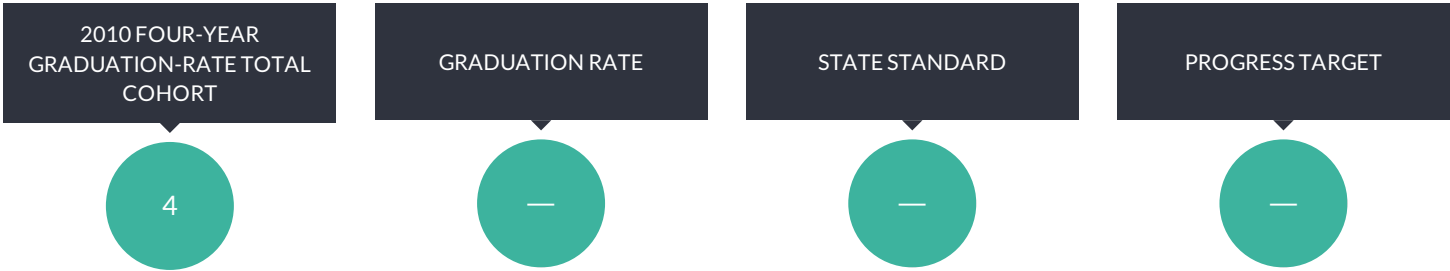 2010 FOUR-YEAR
GRADUATION-RATE TOTAL
COHORT
4
GRADUATION RATE
—
STATE STANDARD
—
PROGRESS TARGET
—